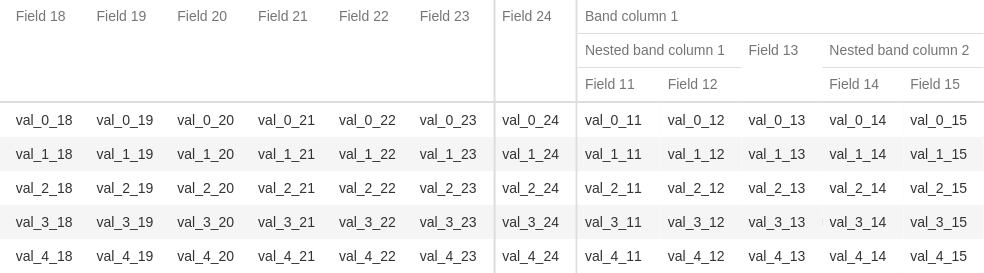 Field 18 Field 19 Field 20 Field 21 Field 22 Field 23 Field 24 Band column 1
Nested band column 1 Field 13 Nested band column 2
Field 11 Field 12 Field 14 Field 15
val_0_18 val_0_19 val_0_20 val_0_21 val_0_22 val_0_23 val_0_24 val_0_11 val_0_12 val_0_13 val_0_14 val_0_15
val_1_18 val_1_19 val_1_20 val_1_21 val_1_22 val_1_23 val_1_24 val_1_11 val_1_12 val_1_13 val_1_14 val_1_15
val_2_18 val_2_19 val_2_20 val_2_21 val_2_22 val_2_23 val_2_24 val_2_11 val_2_12 val_2_13 val_2_14 val_2_15
val_3_18 val_3_19 val_3_20 val_3_21 val_3_22 val_3_23 val_3_24 val_3_11 val_3_12 val_3_13 val_3_14 val_3_15
val_4_18 val_4_19 val_4_20 val_4_21 val_4_22 val_4_23 val_4_24 val_4_11 val_4_12 val_4_13 val_4_14 val_4_15